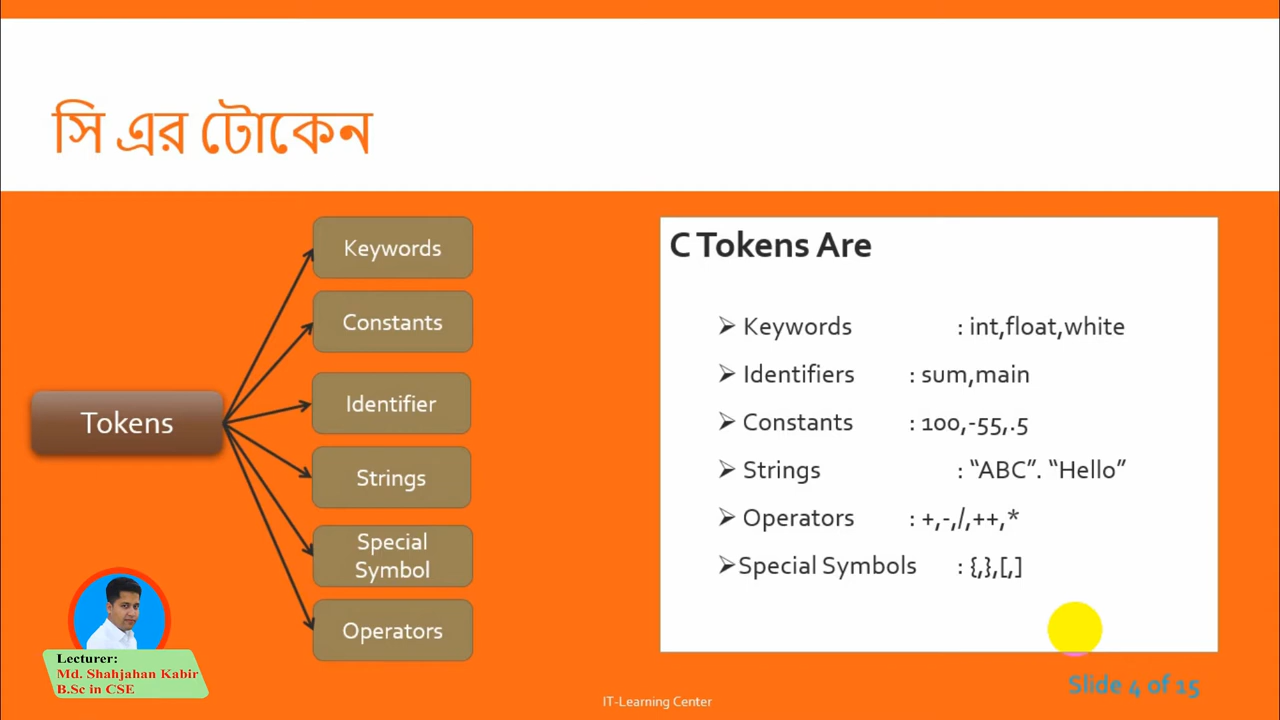 সি এর টোকেন
Tokens
Keywords
Constants
Identifier
Strings
Special
Symbol
Operators
C Tokens Are
➢ Keywords : int,float,white
➢ Identifiers : sum,main
➢ Constants : 100,-55,.5
➢ Strings : “ABC”. “Hello”
➢ Operators : +,-,/,++,*
➢Special Symbols : {,},[,]
Lecturer:
Md. Shahjahan Kabir
B.Sc in CSE
IT-Learning Center
Slide 4 of 15